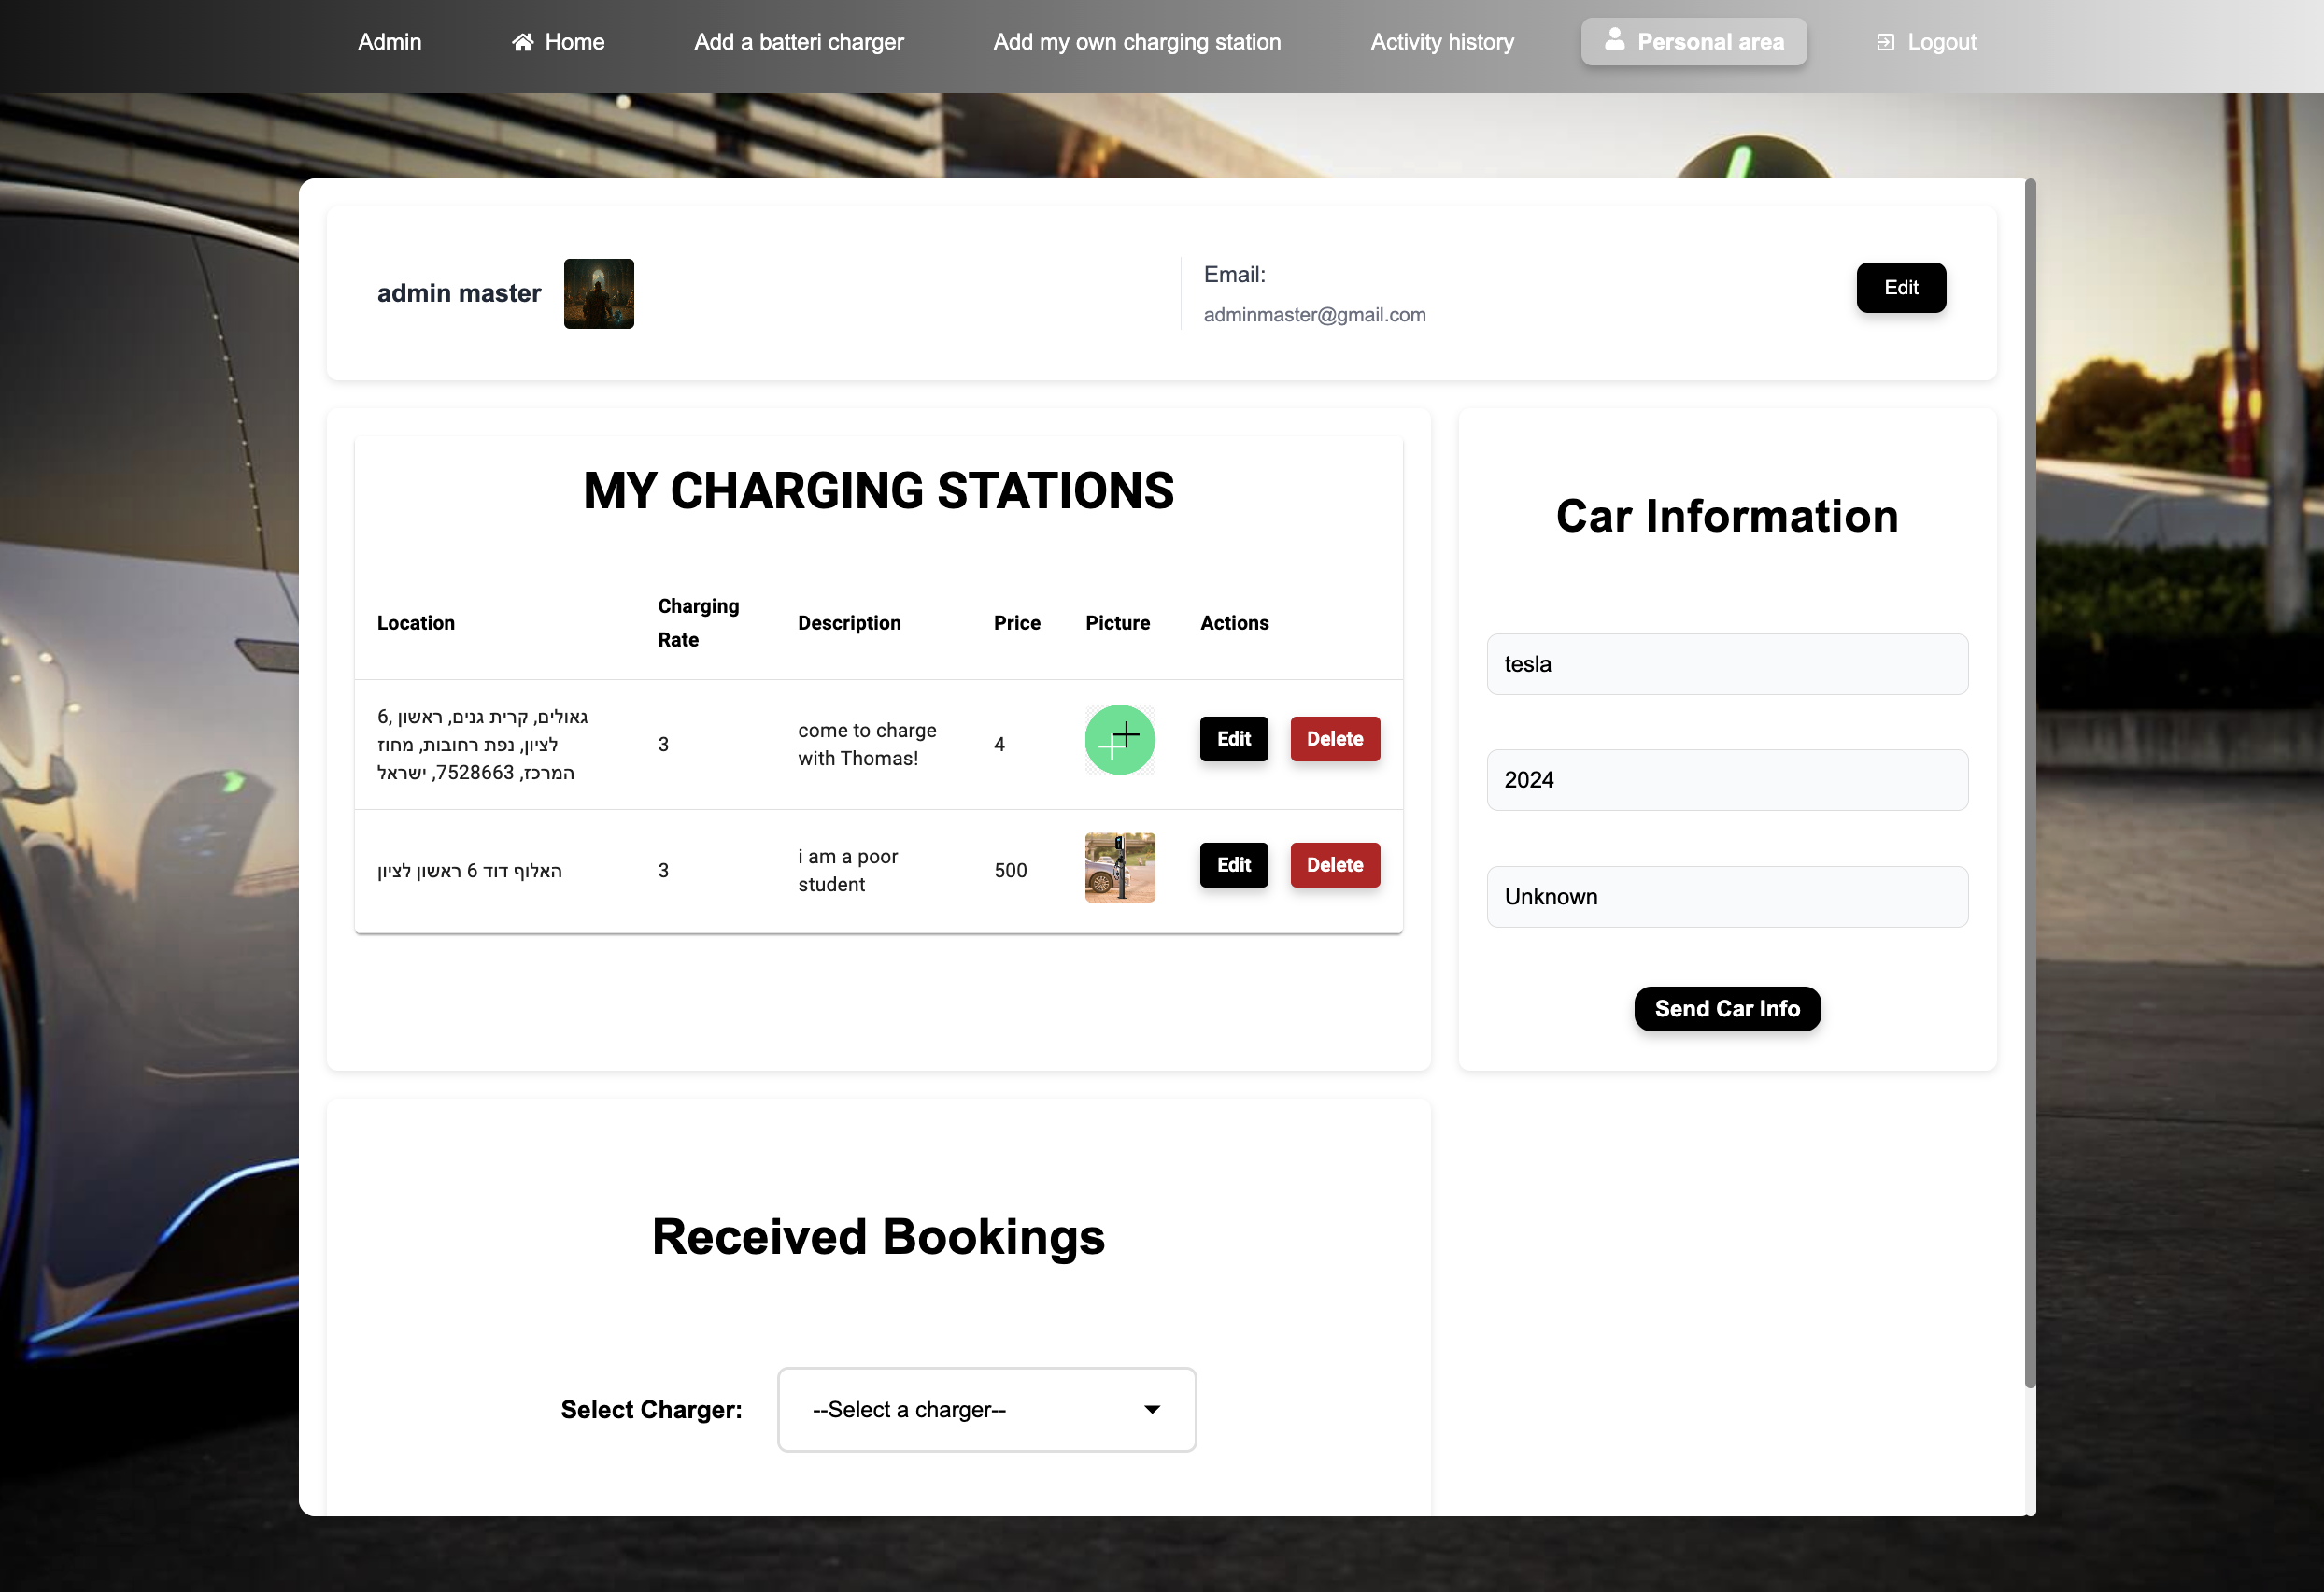 Admin
Home
Add a batteri charger
Add my own charging station
Activity history
Personal area
Logout
admin master
Email:
adminmaster@gmail.com
Edit
MY CHARGING STATIONS
Location
Charging
Rate
Description
Price
Picture
Actions
6, גאולים, קרית גנים, ראשון
לציון, נפת רחובות, מחוז
המרכז, 7528663, ישראל
3
come to charge
with Thomas!
4
Edit
Delete
האלוף דוד 6 ראשון לציון
3
i am a poor
student
500
Edit
Delete
Car Information
tesla
2024
Unknown
Send Car Info
Received Bookings
Select Charger:
--Select a charger--